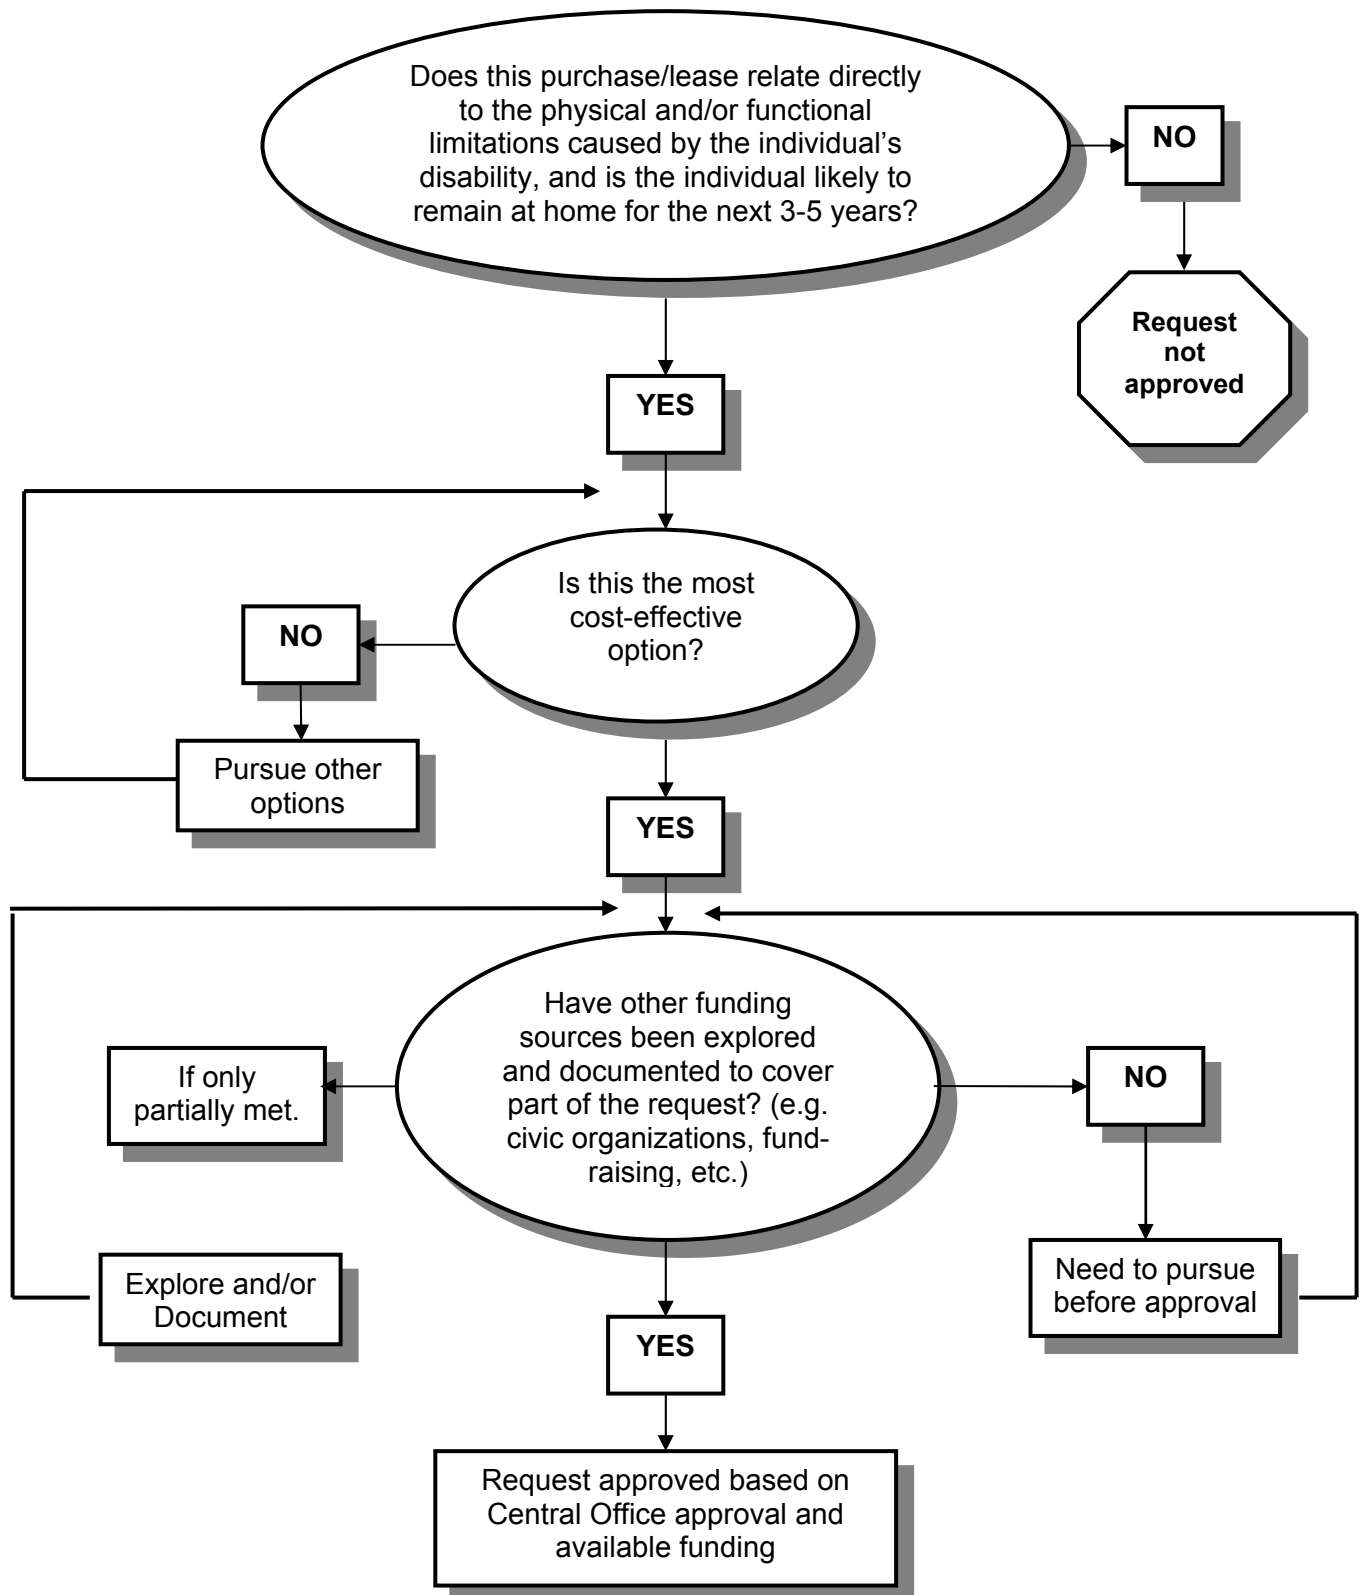 Does this purchase/lease relate directly
to the physical and/or functional
limitations caused by the individual’s
disability, and is the individual likely to
remain at home for the next 3-5 years?
NO
Request
not
approved
YES
Is this the most
cost-effective
option?
NO
Pursue other
options
YES
Have other funding
sources been explored
and documented to cover
part of the request? (e.g.
civic organizations, fund-
raising, etc.)
If only
partially met.
NO
Explore and/or
Document
Need to pursue
before approval
YES
Request approved based on
Central Office approval and
available funding